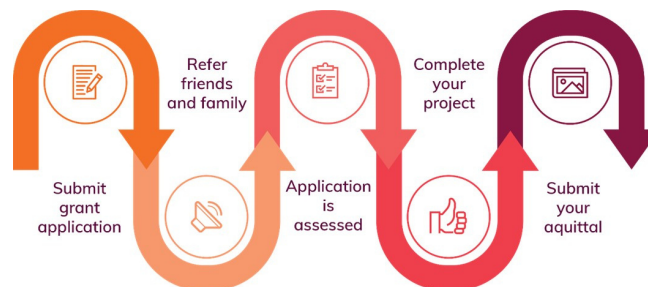 Submit
grant
application
Refer
friends
and family
Application
is
assessed
Complete
your
project
Submit
your
aquittal